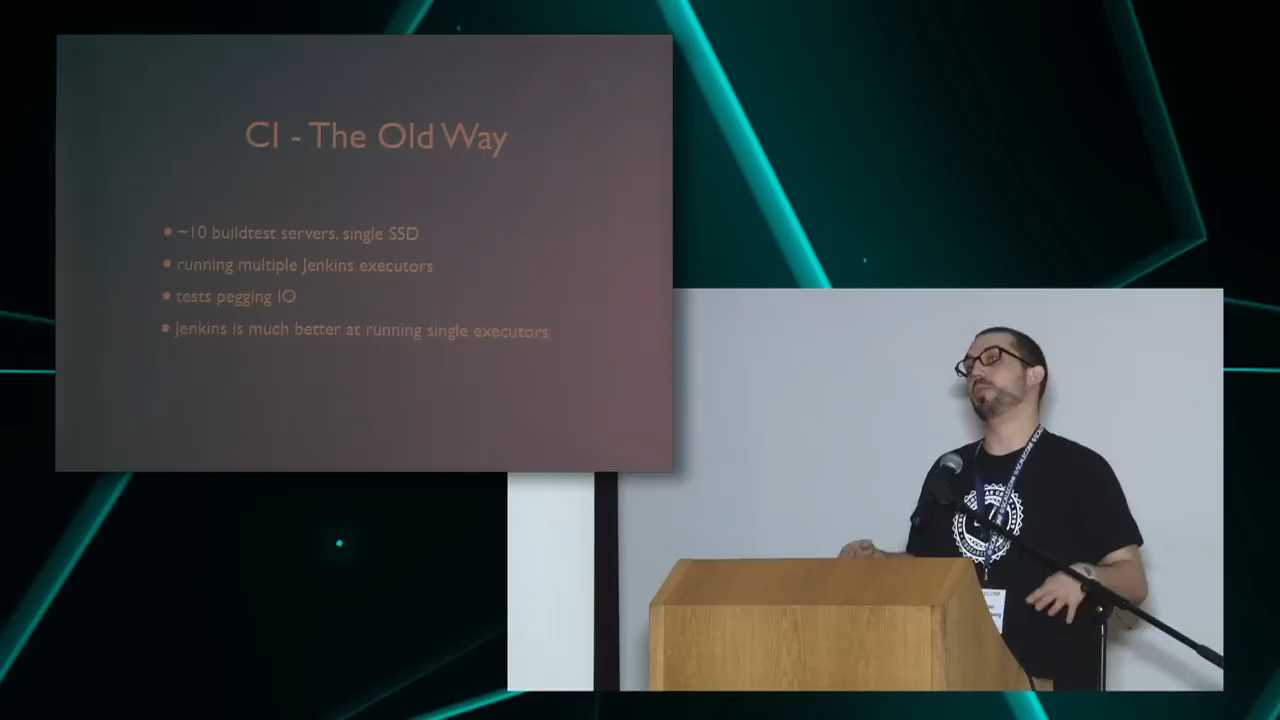 CI - The Old Way
~10 buildtest servers. single SSD
running multiple Jenkins executors
tests pegging IO
Jenkins is much better at running single executors